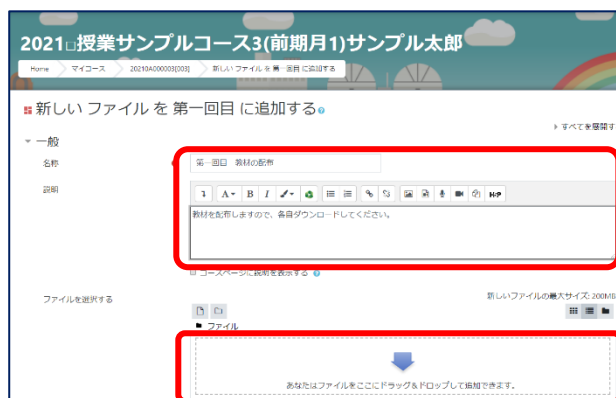 2021□授業サンプルコース3(前期月1)サンプル太郎
Home マイコース 20210A000003[003] 新しい ファイル を 第一回目 に追加する
新しい ファイル を 第一回目 に追加する
すべてを展開す
一般
名称
第一回目 教材の配布
説明
A B I H-P
教材を配布しますので、各自ダウンロードしてください。
コースページに説明を表示する
ファイルを選択する
新しいファイルの最大サイズ: 200MB
ファイル
あなたはファイルをここにドラッグ&ドロップして追加できます。